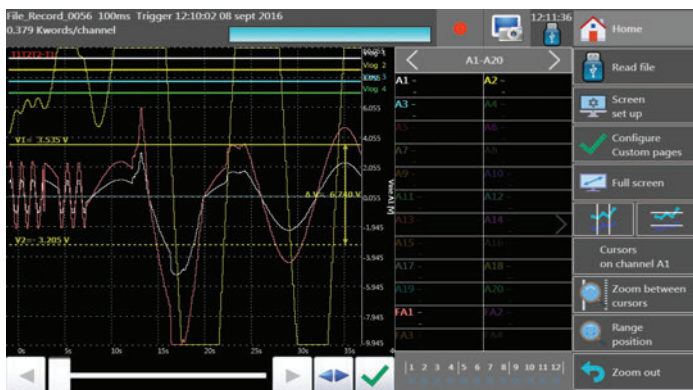 File_Record_0056 100ms Trigger 12:10:02 08 sept 2016
0.379 Kwords/channel
12:11:36
Home
Read file
Screen
set up
Configure
Custom pages
Full screen
Cursors
on channel A1
Zoom between
cursors
Range
position
Zoom out
A1-A20
A1 -
A2 -
A3 -
A4 -
A5
A6
A7 -
A8
A9
A10
A11
A12
A13
A14
A15
A16
A17
A18
A19
A20
FA1 -
FA2
FA3
FA4
| 1 2 3 4 | 5 6 7 8 | 9 10 11 12 |
Vlog 1
Vlog 2
Vlog 3
Vlog 4
6.055
4.055
V1= 3.535 V
2.055
Δ V= 6.740 V
0.055
-1.945
V2=- 3.205 V
-3.945
-5.945
-7.945
-9.945
0s 5s 10s 15s 20s 25s 30s 35s